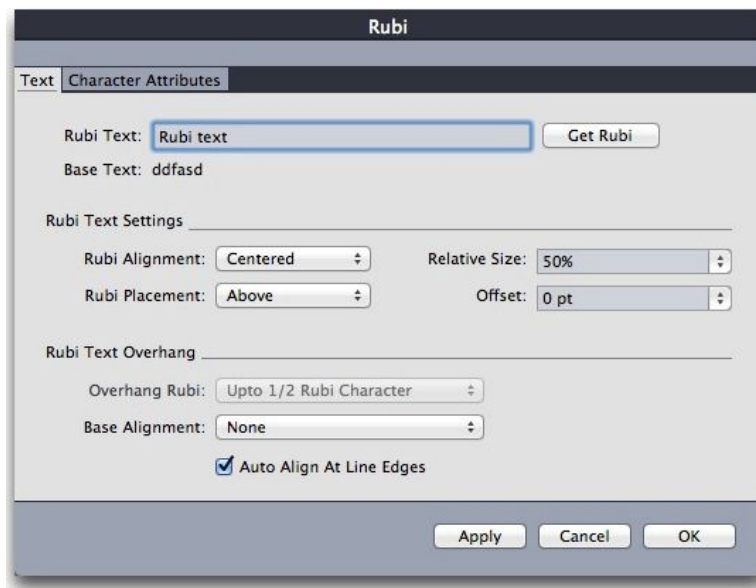 Rubi
Text Character Attributes
Rubi Text: Rubi text Get Rubi
Base Text: ddfasd
Rubi Text Settings
Rubi Alignment: Centered Relative Size: 50%
Rubi Placement: Above Offset: 0 pt
Rubi Text Overhang
Overhang Rubi: Upto 1/2 Rubi Character
Base Alignment: None
Auto Align At Line Edges
Apply Cancel OK